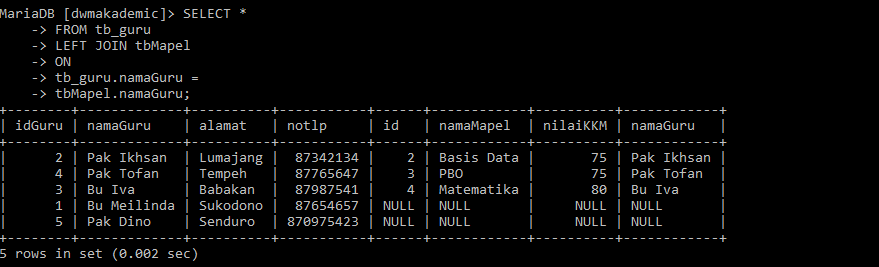 MariaDB [dwmakademic]> SELECT *
    -> FROM tb_guru
    -> LEFT JOIN tbMapel
    -> ON
    -> tb_guru.namaGuru =
    -> tbMapel.namaGuru;
+--------+-------------+----------+-----------+------+------------+----------+------------+
| idGuru | namaGuru    | alamat   | notlp     | id   | namaMapel  | nilaiKKM | namaGuru   |
+--------+-------------+----------+-----------+------+------------+----------+------------+
|      2 | Pak Ikhsan  | Lumajang |  87342134 |    2 | Basis Data |       75 | Pak Ikhsan |
|      4 | Pak Tofan   | Tempeh   |  87765647 |    3 | PBO        |       75 | Pak Tofan  |
|      3 | Bu Iva      | Babakan  |  87987541 |    4 | Matematika |       80 | Bu Iva     |
|      1 | Bu Meilinda | Sukodono |  87654657 | NULL | NULL       |     NULL | NULL       |
|      5 | Pak Dino    | Senduro  | 870975423 | NULL | NULL       |     NULL | NULL       |
+--------+-------------+----------+-----------+------+------------+----------+------------+
5 rows in set (0.002 sec)